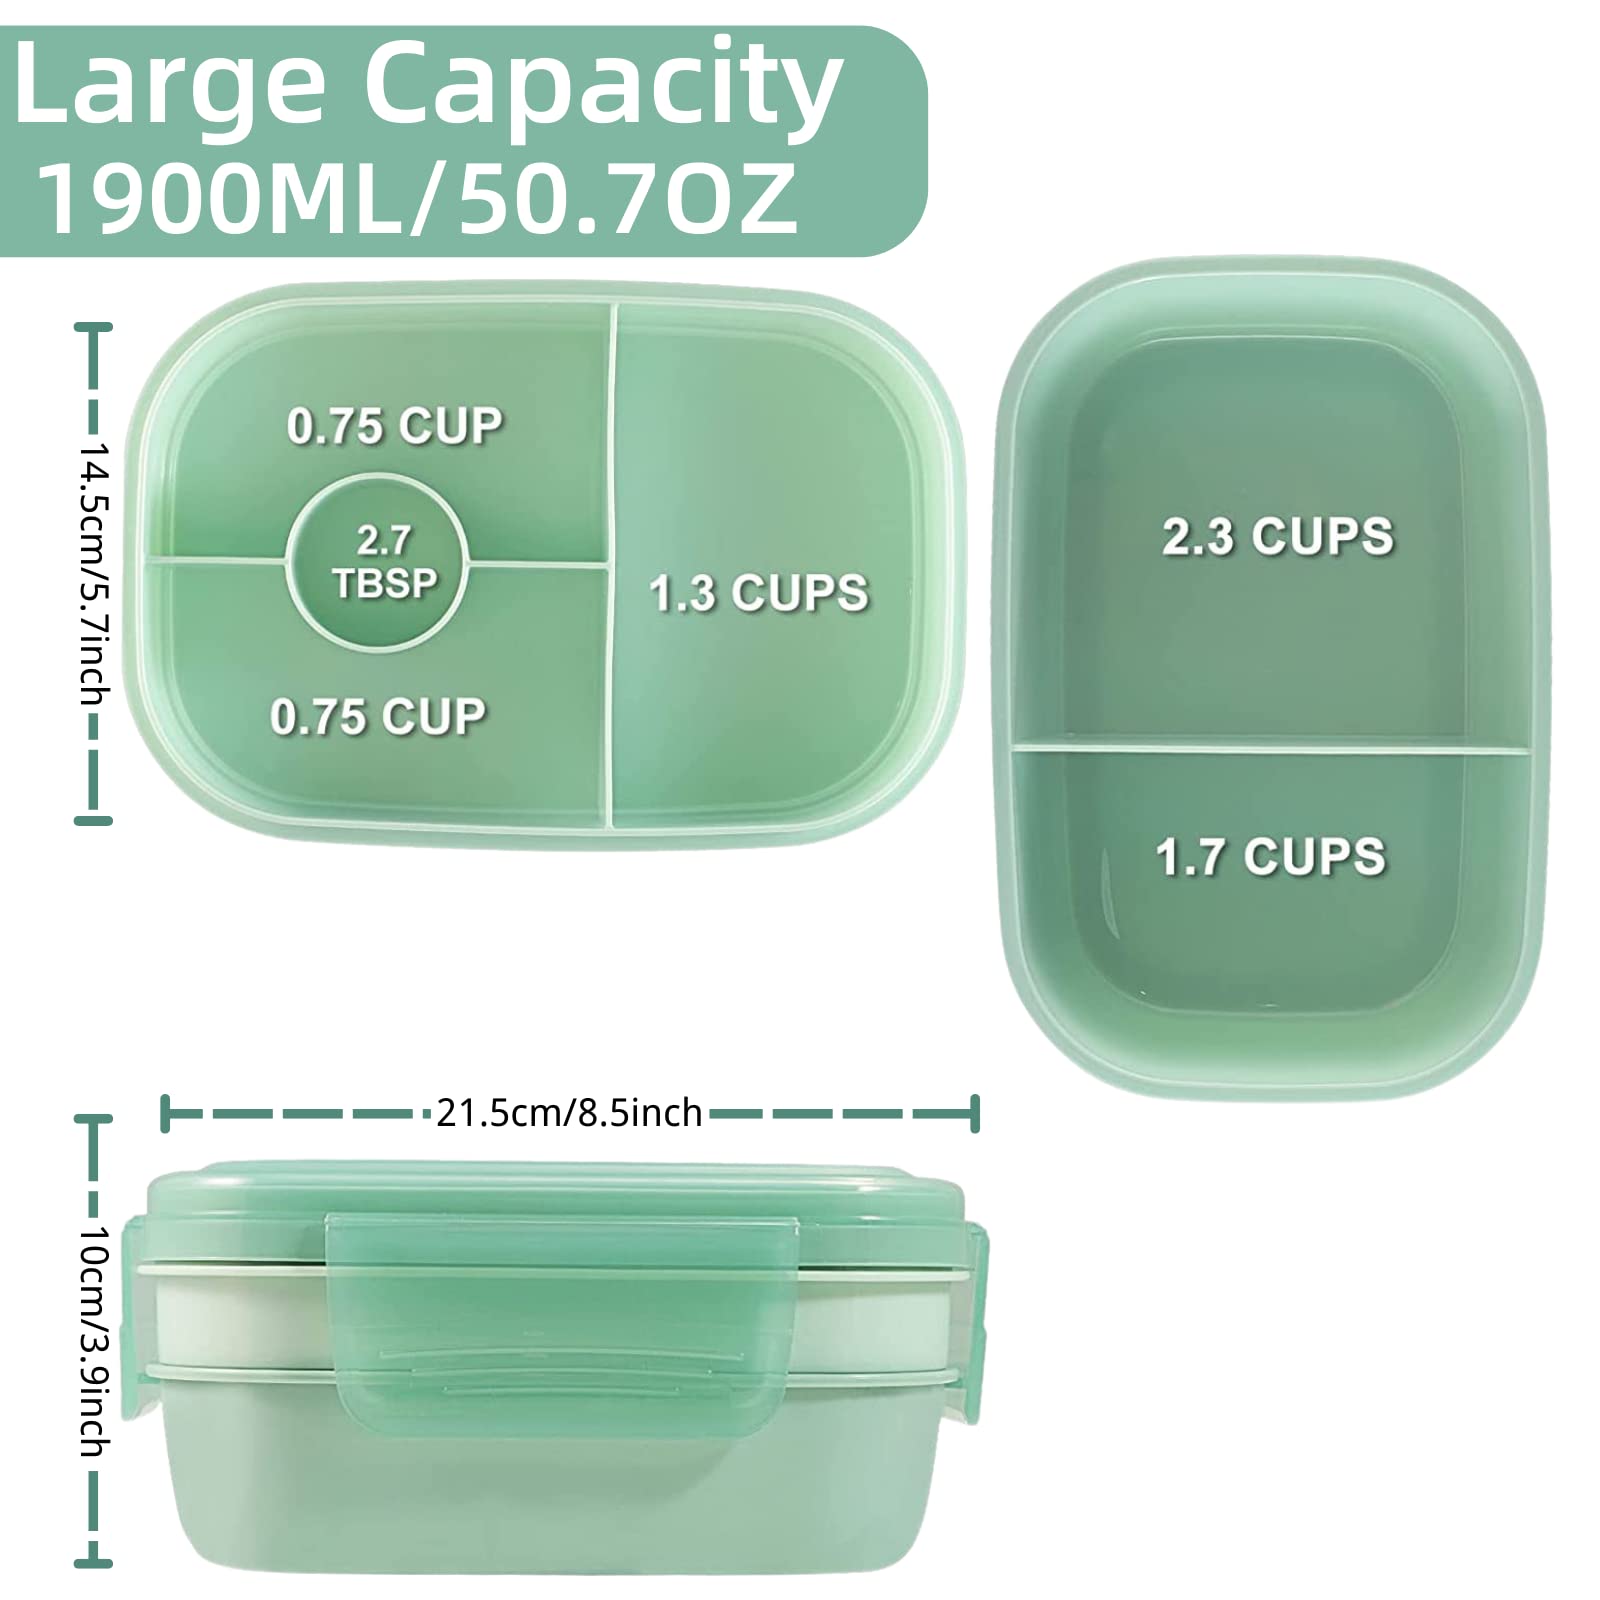 Large Capacity
1900ML/50.7OZ
14.5cm/5.7inch
0.75 CUP
2.7
TBSP
1.3 CUPS
0.75 CUP
2.3 CUPS
1.7 CUPS
21.5cm/8.5inch
10cm/3.9inch